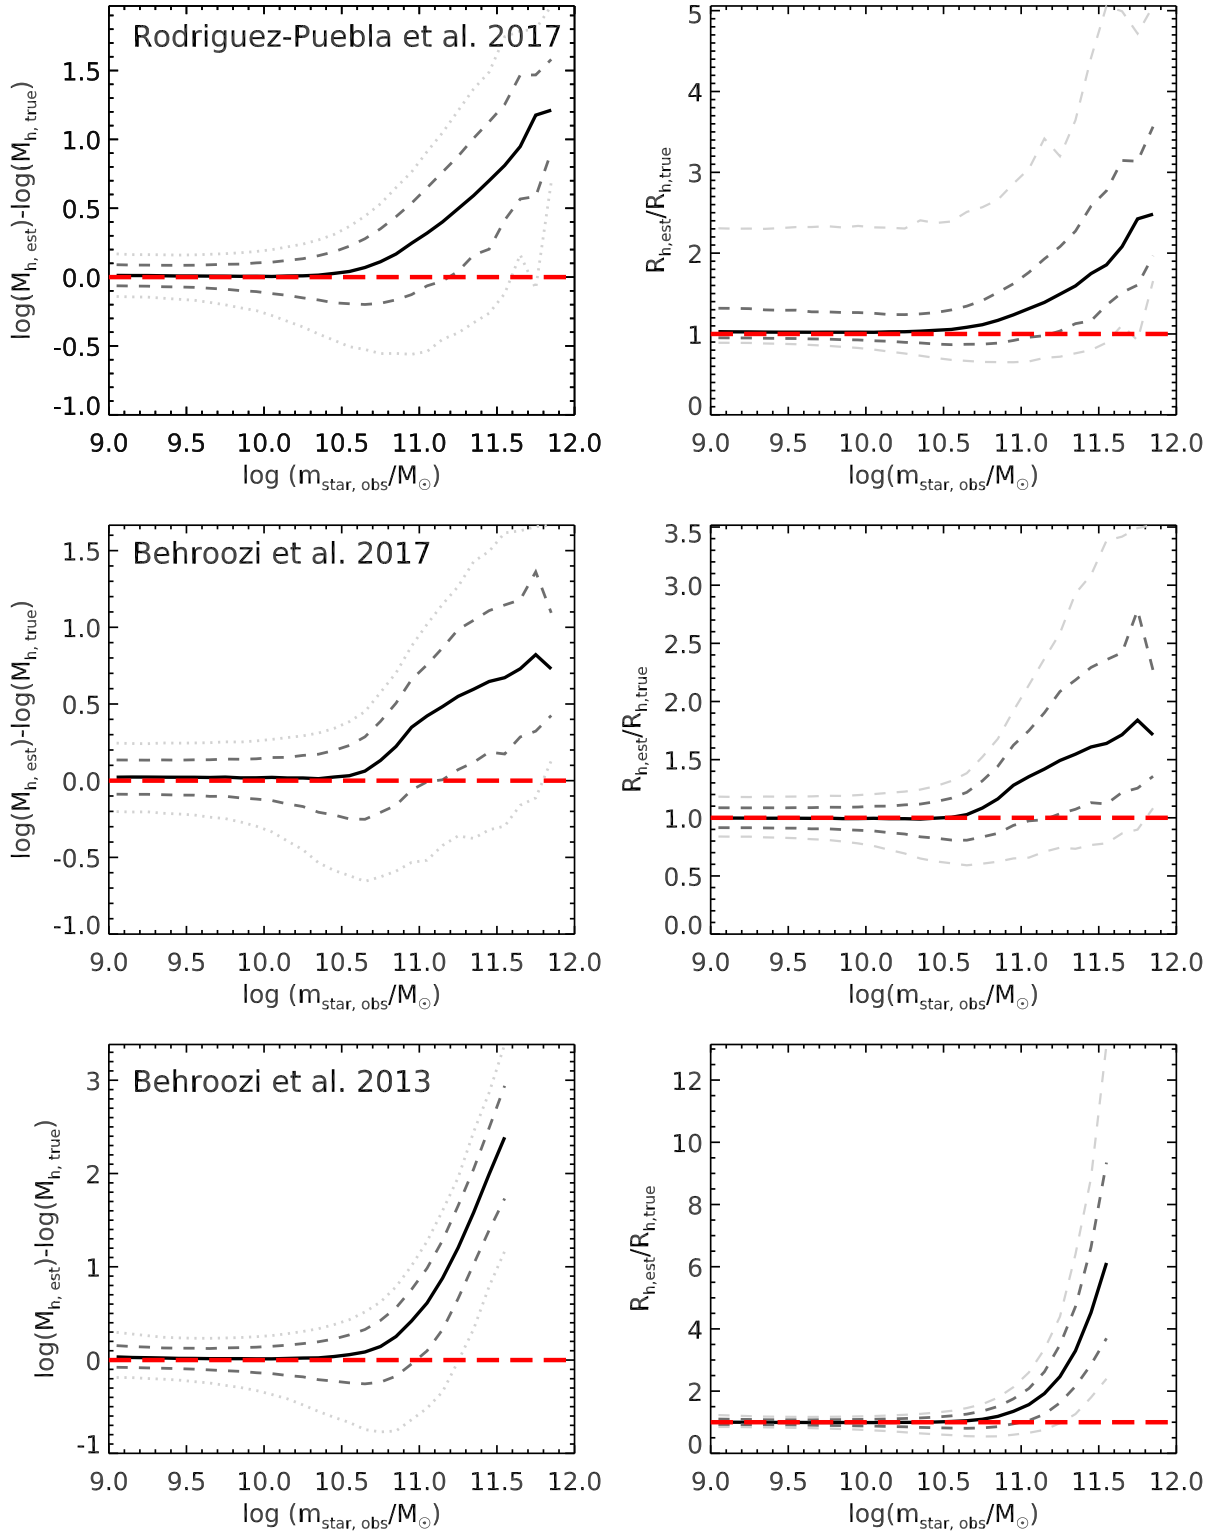 Rodriguez-Puebla et al. 2017
log(Mh, est)-log(Mh, true)
1.5
1.0
0.5
0.0
-0.5
-1.0
9.0 9.5 10.0 10.5 11.0 11.5 12.0
log (mstar, obs/M☉)
Rh,est/Rh,true
5
4
3
2
1
0
9.0 9.5 10.0 10.5 11.0 11.5 12.0
log(mstar, obs/M☉)
Behroozi et al. 2017
log(Mh, est)-log(Mh, true)
1.5
1.0
0.5
0.0
-0.5
-1.0
9.0 9.5 10.0 10.5 11.0 11.5 12.0
log (mstar, obs/M☉)
Rh,est/Rh,true
3.5
3.0
2.5
2.0
1.5
1.0
0.5
0.0
9.0 9.5 10.0 10.5 11.0 11.5 12.0
log(mstar, obs/M☉)
Behroozi et al. 2013
log(Mh, est)-log(Mh, true)
3
2
1
0
-1
9.0 9.5 10.0 10.5 11.0 11.5 12.0
log (mstar, obs/M☉)
Rh,est/Rh,true
12
10
8
6
4
2
0
9.0 9.5 10.0 10.5 11.0 11.5 12.0
log(mstar, obs/M☉)